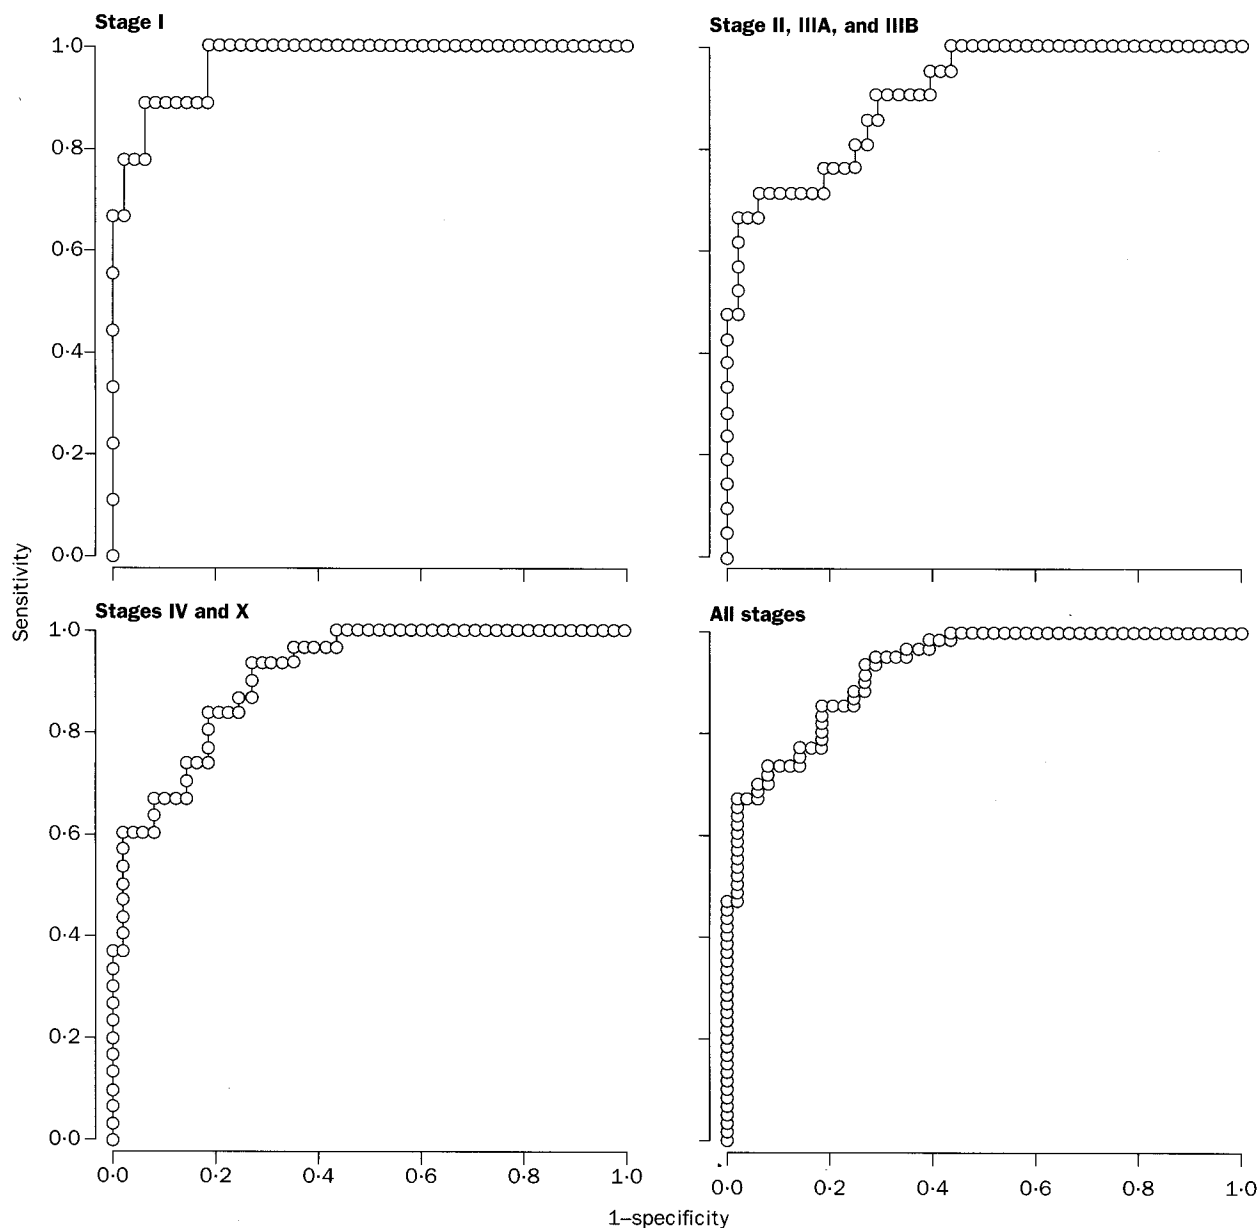 Stage I
1·0
0·8
0·6
0·4
0·2
0·0
Stage II, IIIA, and IIIB
Sensitivity
Stages IV and X
1·0
0·8
0·6
0·4
0·2
0·0
0·0 0·2 0·4 0·6 0·8 1·0
All stages
0·0 0·2 0·4 0·6 0·8 1·0
1–specificity